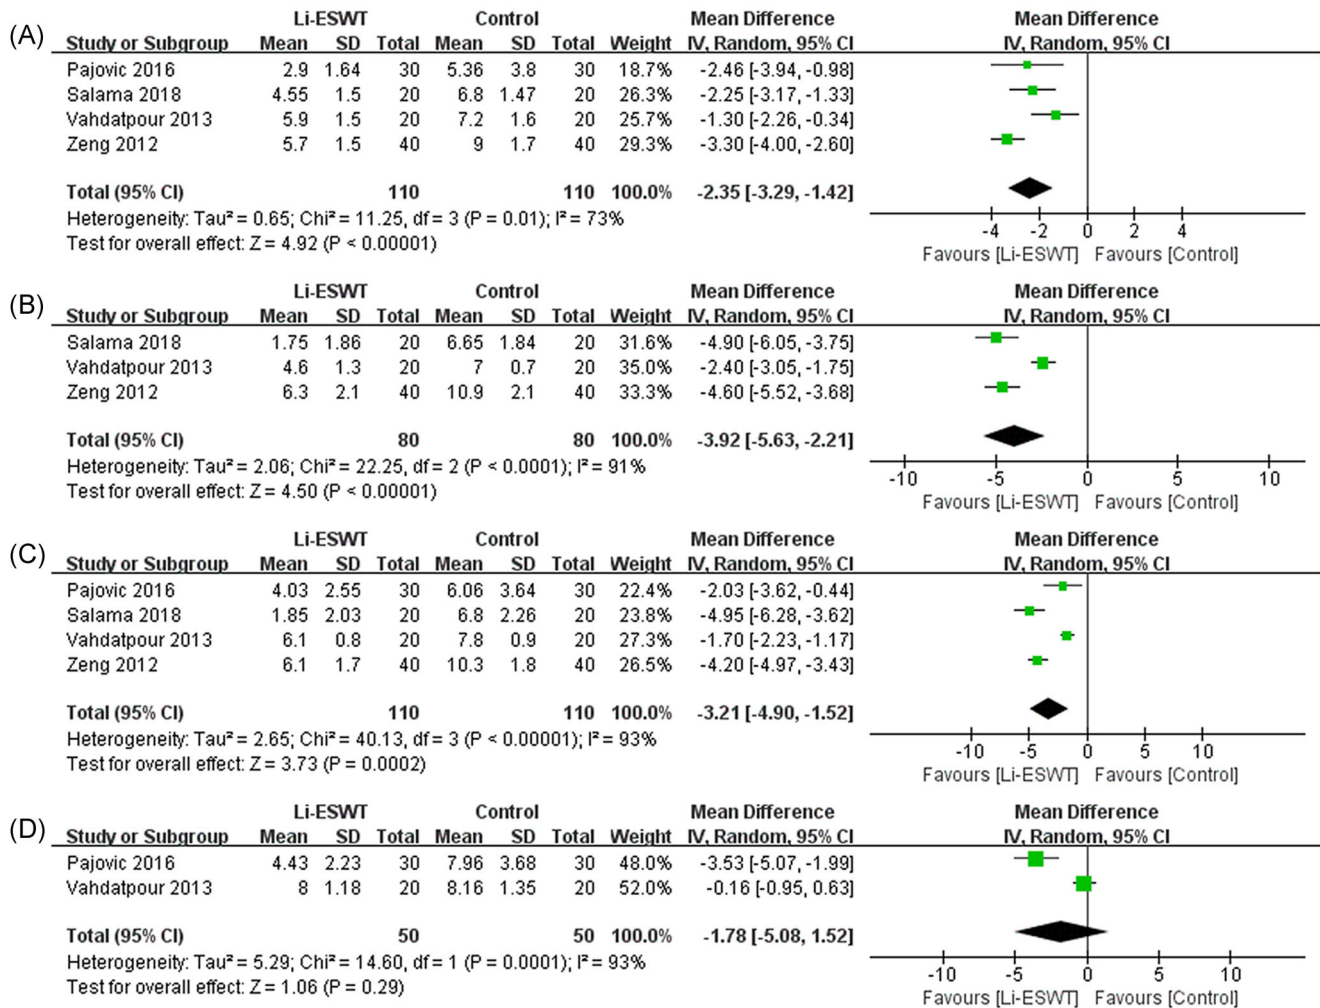 (A)
Li-ESWT Control Mean Difference Mean Difference
Study or Subgroup Mean SD Total Mean SD Total Weight IV, Random, 95% CI IV, Random, 95% CI
Pajovic 2016 2.9 1.64 30 5.36 3.8 30 18.7% -2.46 [-3.94, -0.98]
Salama 2018 4.55 1.5 20 6.8 1.47 20 26.3% -2.25 [-3.17, -1.33]
Vahdatpour 2013 5.9 1.5 20 7.2 1.6 20 25.7% -1.30 [-2.26, -0.34]
Zeng 2012 5.7 1.5 40 9 1.7 40 29.3% -3.30 [-4.00, -2.60]
Total (95% CI) 110 110 100.0% -2.35 [-3.29, -1.42]
Heterogeneity: Tau² = 0.65; Chi² = 11.25, df = 3 (P = 0.01); I² = 73%
Test for overall effect: Z = 4.92 (P < 0.00001)
-4 -2 0 2 4
Favours [Li-ESWT] Favours [Control]
(B)
Li-ESWT Control Mean Difference Mean Difference
Study or Subgroup Mean SD Total Mean SD Total Weight IV, Random, 95% CI IV, Random, 95% CI
Salama 2018 1.75 1.86 20 6.65 1.84 20 31.6% -4.90 [-6.05, -3.75]
Vahdatpour 2013 4.6 1.3 20 7 0.7 20 35.0% -2.40 [-3.05, -1.75]
Zeng 2012 6.3 2.1 40 10.9 2.1 40 33.3% -4.60 [-5.52, -3.68]
Total (95% CI) 80 80 100.0% -3.92 [-5.63, -2.21]
Heterogeneity: Tau² = 2.06; Chi² = 22.25, df = 2 (P < 0.0001); I² = 91%
Test for overall effect: Z = 4.50 (P < 0.00001)
-10 -5 0 5 10
Favours [Li-ESWT] Favours [Control]
(C)
Li-ESWT Control Mean Difference Mean Difference
Study or Subgroup Mean SD Total Mean SD Total Weight IV, Random, 95% CI IV, Random, 95% CI
Pajovic 2016 4.03 2.55 30 6.06 3.64 30 22.4% -2.03 [-3.62, -0.44]
Salama 2018 1.85 2.03 20 6.8 2.26 20 23.8% -4.95 [-6.28, -3.62]
Vahdatpour 2013 6.1 0.8 20 7.8 0.9 20 27.3% -1.70 [-2.23, -1.17]
Zeng 2012 6.1 1.7 40 10.3 1.8 40 26.5% -4.20 [-4.97, -3.43]
Total (95% CI) 110 110 100.0% -3.21 [-4.90, -1.52]
Heterogeneity: Tau² = 2.65; Chi² = 40.13, df = 3 (P < 0.00001); I² = 93%
Test for overall effect: Z = 3.73 (P = 0.0002)
-10 -5 0 5 10
Favours [Li-ESWT] Favours [Control]
(D)
Li-ESWT Control Mean Difference Mean Difference
Study or Subgroup Mean SD Total Mean SD Total Weight IV, Random, 95% CI IV, Random, 95% CI
Pajovic 2016 4.43 2.23 30 7.96 3.68 30 48.0% -3.53 [-5.07, -1.99]
Vahdatpour 2013 8 1.18 20 8.16 1.35 20 52.0% -0.16 [-0.95, 0.63]
Total (95% CI) 50 50 100.0% -1.78 [-5.08, 1.52]
Heterogeneity: Tau² = 5.29; Chi² = 14.60, df = 1 (P = 0.0001); I² = 93%
Test for overall effect: Z = 1.06 (P = 0.29)
-10 -5 0 5 10
Favours [Li-ESWT] Favours [Control]